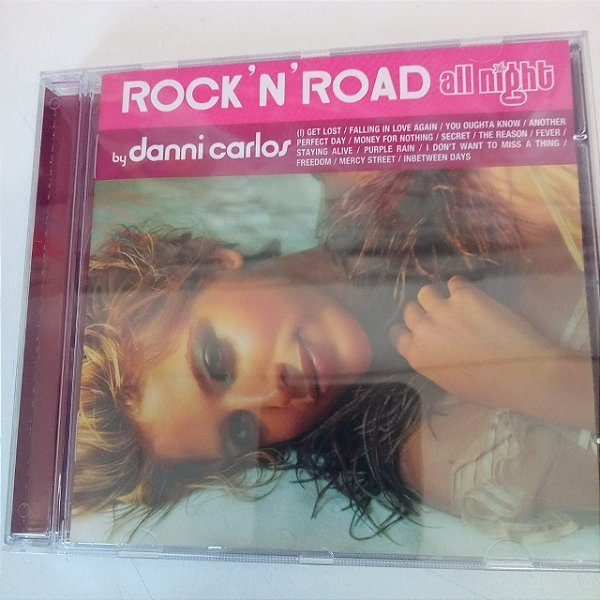 ROCK'N'ROAD all night
by danni carlos
(I) GET LOST / FALLING IN LOVE AGAIN / YOU OUGHTA KNOW / ANOTHER
PERFECT DAY / MONEY FOR NOTHING / SECRET / THE REASON / FEVER /
STAYING ALIVE / PURPLE RAIN / I DON'T WANT TO MISS A THING /
FREEDOM / MERCY STREET / INBETWEEN DAYS